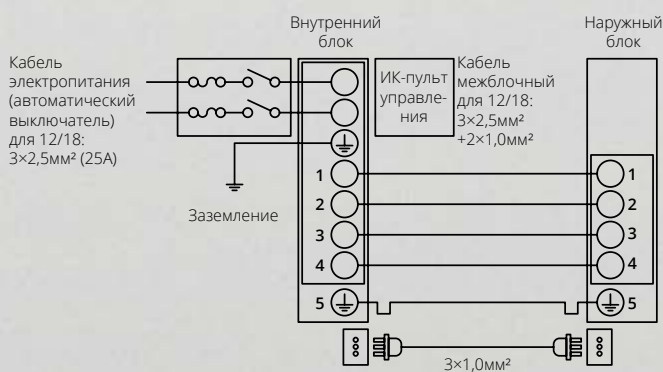 Внутренний
блок
Наружный
блок
Кабель
электропитания
(автоматический
выключатель)
для 12/18:
3×2,5мм² (25А)
ИК-пульт
управле-
ния
Кабель
межблочный
для 12/18:
3×2,5мм²
+2×1,0мм²
Заземление
1
2
3
4
5
1
2
3
4
5
3×1,0мм²